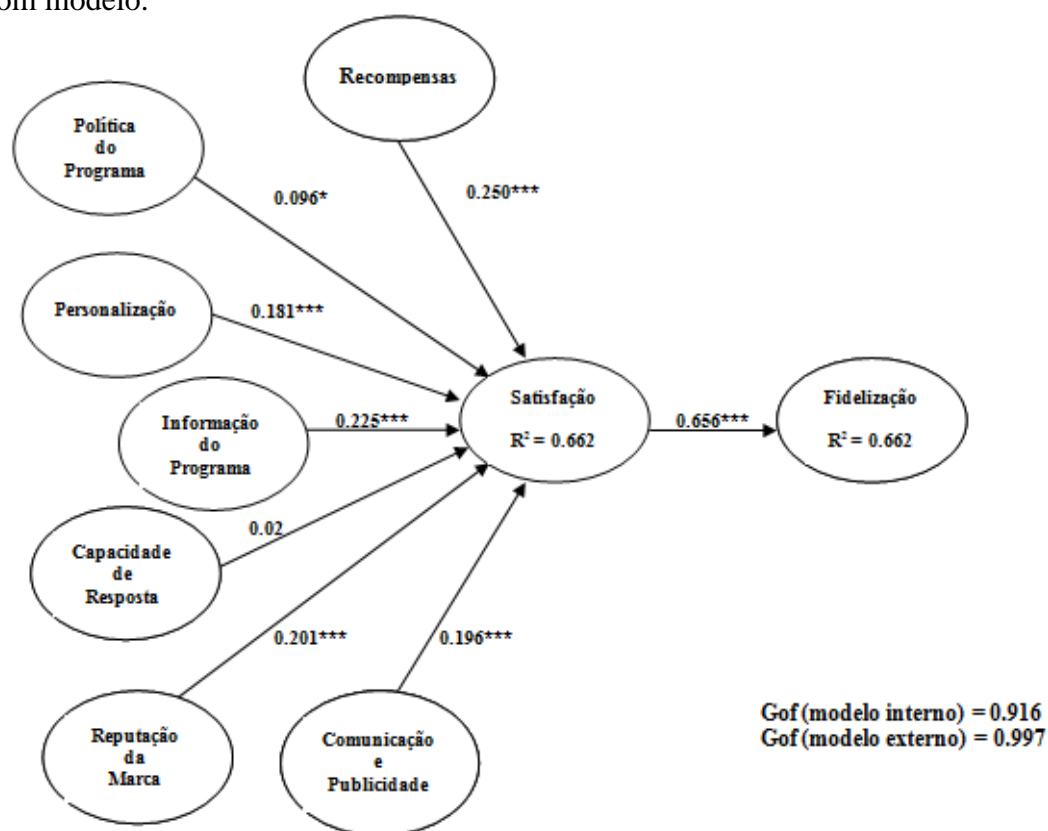 om modelo.
Recompensas
Política
do
Programa
0.096*
0.250***
Personalização
0.181***
Informação
do
Programa
0.225***
Satisfação
R² = 0.662
0.656***
Fidelização
R² = 0.662
Capacidade
de
Resposta
0.02
0.201***
0.196***
Reputação
da
Marca
Comunicação
e
Publicidade
Gof (modelo interno) = 0.916
Gof (modelo externo) = 0.997